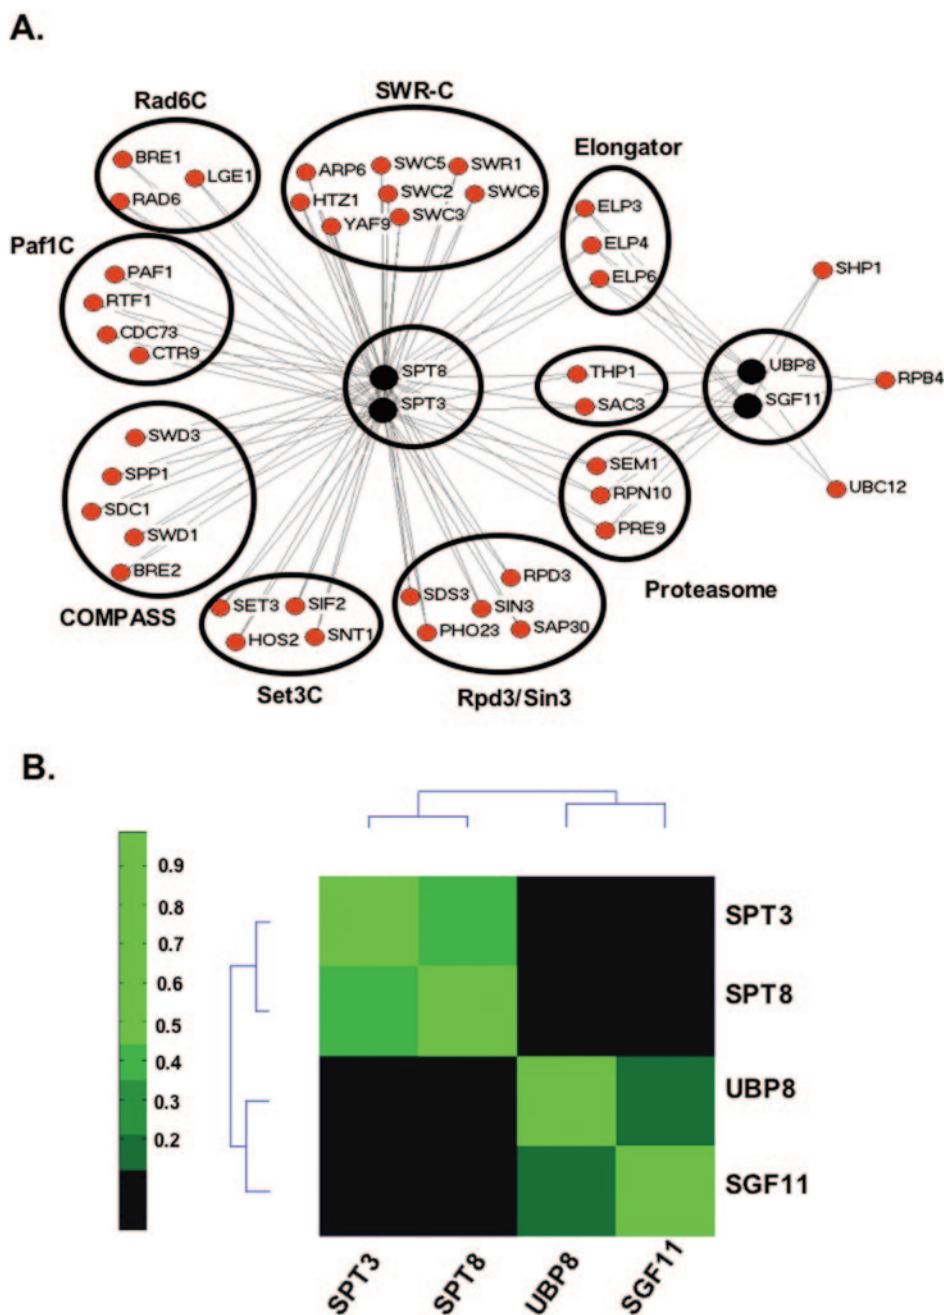 A.
Rad6C
BRE1
LGE1
RAD6
SWR-C
ARP6
SWC5
SWR1
HTZ1
SWC2
SWC6
YAF9
SWC3
Elongator
ELP3
ELP4
ELP6
Paf1C
PAF1
RTF1
CDC73
CTR9
SHP1
SPT8
SPT3
THP1
SAC3
UBP8
SGF11
RPB4
UBC12
SWD3
SPP1
SDC1
SWD1
BRE2
COMPASS
SEM1
RPN10
PRE9
Proteasome
SET3
SIF2
HOS2
SNT1
Set3C
RPD3
SDS3
SIN3
PHO23
SAP30
Rpd3/Sin3
B.
0.9
0.8
0.7
0.6
0.5
0.4
0.3
0.2
SPT3
SPT8
UBP8
SGF11
SPT3
SPT8
UBP8
SGF11